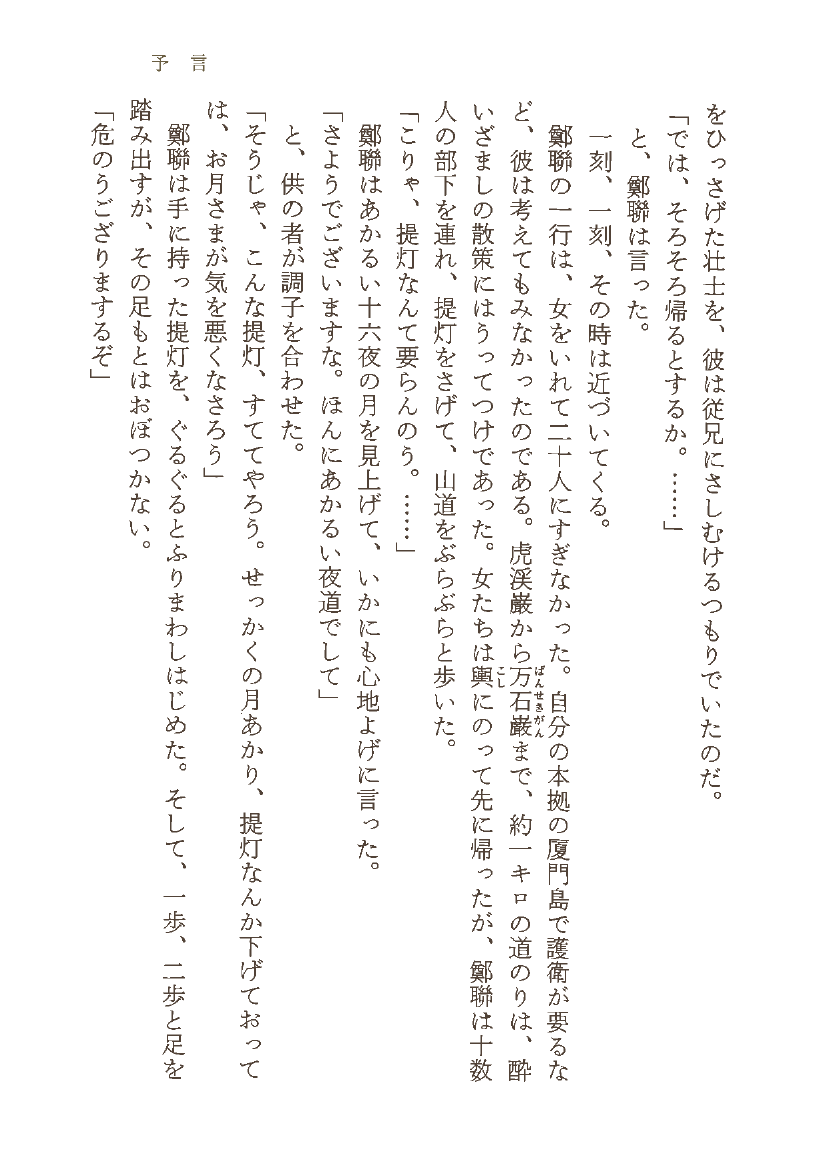 予言
をひっさげた壮士を、彼は従兄にさしむけるつもりでいたのだ。
「では、そろそろ帰るとするか。……」
と、鄭聯は言った。
一刻、一刻、その時は近づいてくる。
鄭聯の一行は、女をいれて二十人にすぎなかった。自分の本拠の厦門島で護衛が要るな
ど、彼は考えてもみなかったのである。虎渓巌から万石巌まで、約一キロの道のりは、酔
ばんせきがん
いざましの散策にはうってつけであった。女たちは輿にのって先に帰ったが、鄭聯は十数
こし
人の部下を連れ、提灯をさげて、山道をぶらぶらと歩いた。
「こりゃ、提灯なんて要らんのう。……」
鄭聯はあかるい十六夜の月を見上げて、いかにも心地よげに言った。
「さようでございますな。ほんにあかるい夜道でして」
と、供の者が調子を合わせた。
「そうじゃ、こんな提灯、すててやろう。せっかくの月あかり、提灯なんか下げておって
は、お月さまが気を悪くなさろう」
鄭聯は手に持った提灯を、ぐるぐるとふりまわしはじめた。そして、一歩、二歩と足を
踏み出すが、その足もとはおぼつかない。
「危のうござりまするぞ」